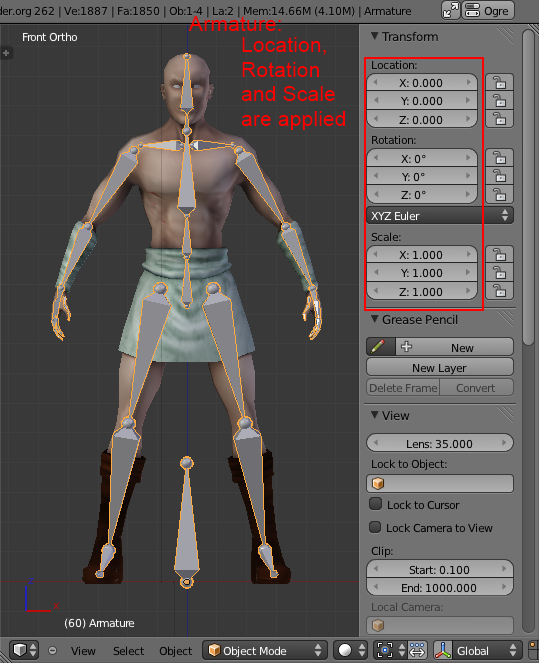 der.org 262 | Ve:1887 | Fa:1850 | Ob:1-4 | La:2 | Mem:14.66M (4.10M) | Armature
Ogre
Front Ortho
Armature:
Location,
Rotation
and Scale
are applied
Transform
Location:
X: 0.000
Y: 0.000
Z: 0.000
Rotation:
X: 0°
Y: 0°
Z: 0°
XYZ Euler
Scale:
X: 1.000
Y: 1.000
Z: 1.000
Grease Pencil
New
New Layer
Delete Frame
Convert
View
Lens: 35.000
Lock to Object:
Lock to Cursor
Lock Camera to View
Clip:
Start: 0.100
End: 1000.000
Local Camera:
(60) Armature
View
Select
Object
Object Mode
Global